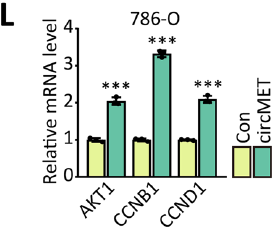 L
786-O
Relative mRNA level
4
3
2
1
0
***
***
***
AKT1
CCNB1
CCND1
Con
circMET